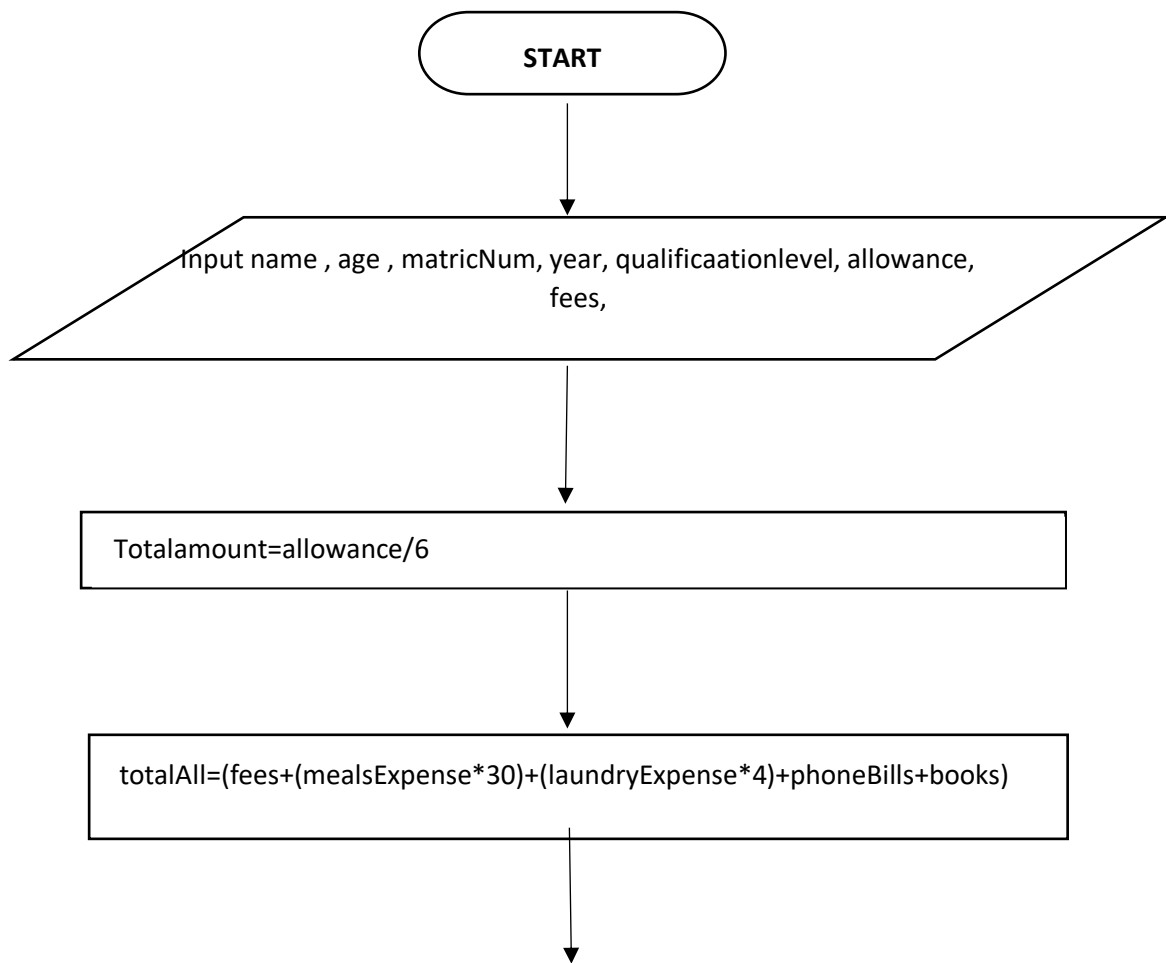 START
Input name , age , matricNum, year, qualificaationlevel, allowance,
fees,
Totalamount=allowance/6
totalAll=(fees+(mealsExpense*30)+(laundryExpense*4)+phoneBills+books)